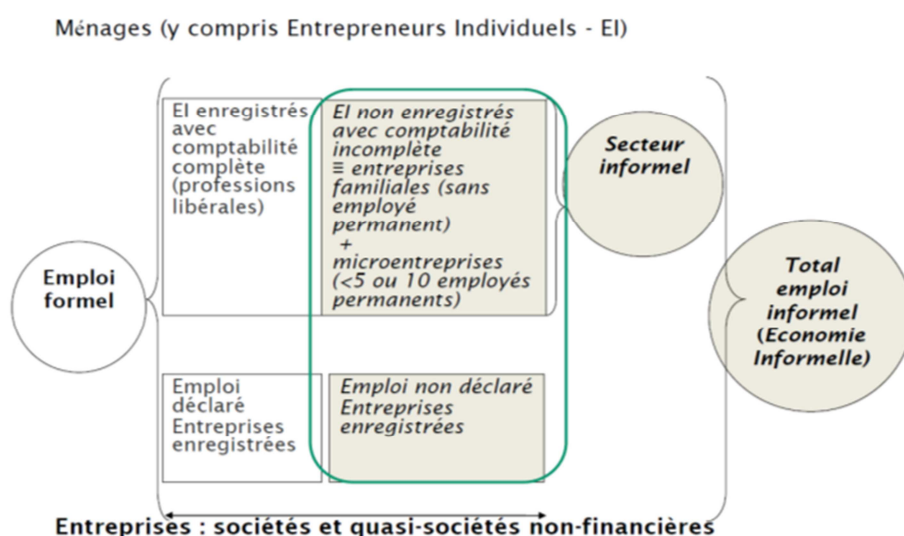 Ménages (y compris Entrepreneurs Individuels - EI)
EI enregistrés
avec
comptabilité
complète
(professions
libérales)
EI non enregistrés
avec comptabilité
incomplète
≡ entreprises
familiales (sans
employé
permanent)
+
microentreprises
(<5 ou 10 employés
permanents)
Secteur
informel
Emploi
formel
Total
emploi
informel
(Economie
Informelle)
Emploi
déclaré
Entreprises
enregistrées
Emploi non déclaré
Entreprises
enregistrées
Entreprises : sociétés et quasi-sociétés non-financières